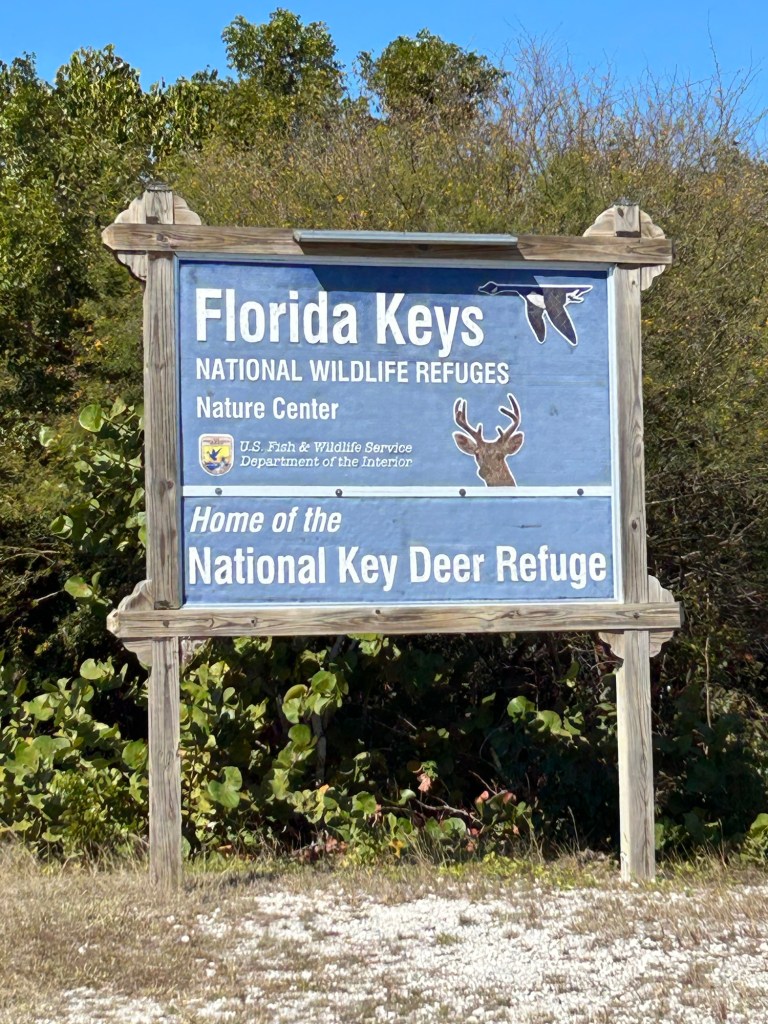 Florida Keys
NATIONAL WILDLIFE REFUGES
Nature Center
U.S. Fish & Wildlife Service
Department of the Interior
Home of the
National Key Deer Refuge